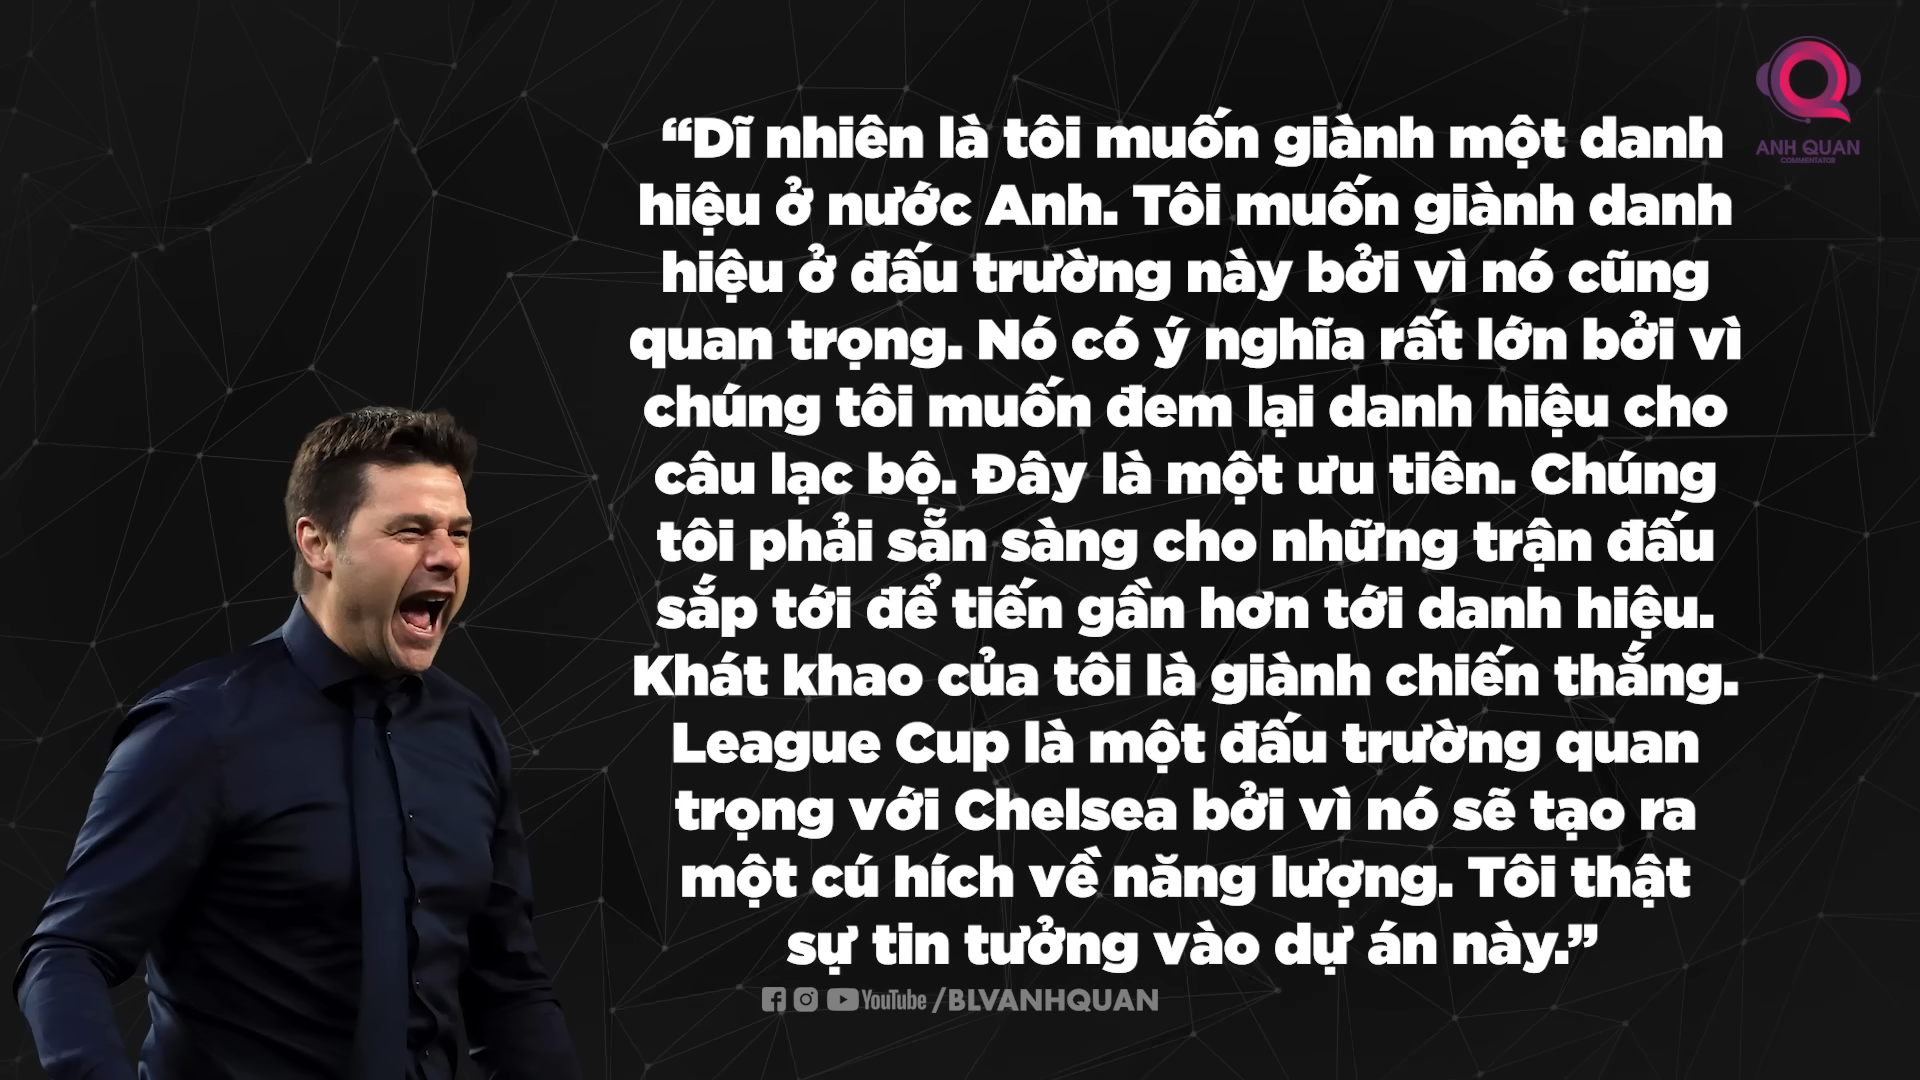 ANH QUAN
COMMENTATOR
“Dĩ nhiên là tôi muốn giành một danh
hiệu ở nước Anh. Tôi muốn giành danh
hiệu ở đấu trường này bởi vì nó cũng
quan trọng. Nó có ý nghĩa rất lớn bởi vì
chúng tôi muốn đem lại danh hiệu cho
câu lạc bộ. Đây là một ưu tiên. Chúng
tôi phải sẵn sàng cho những trận đấu
sắp tới để tiến gần hơn tới danh hiệu.
Khát khao của tôi là giành chiến thắng.
League Cup là một đấu trường quan
trọng với Chelsea bởi vì nó sẽ tạo ra
một cú hích về năng lượng. Tôi thật
sự tin tưởng vào dự án này.”
YouTube /BLVANHQUAN